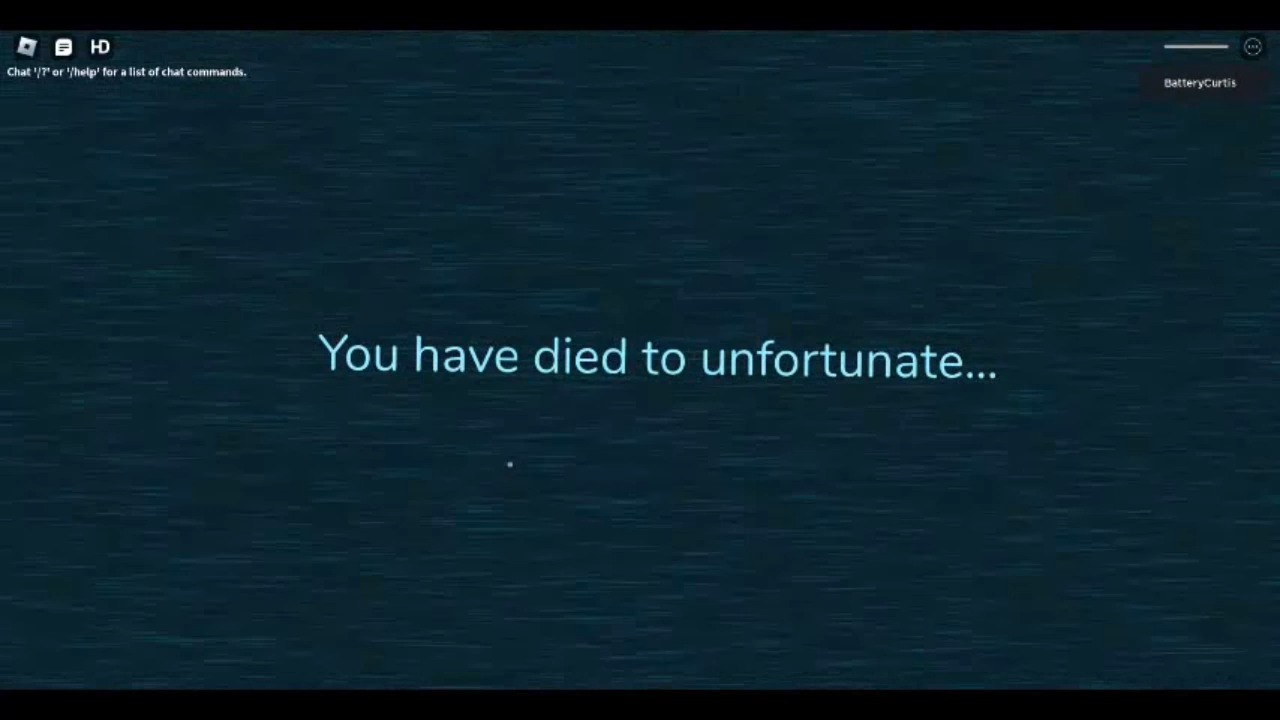 HD
Chat '/?' or '/help' for a list of chat commands.
BatteryCurtis
You have died to unfortunate...